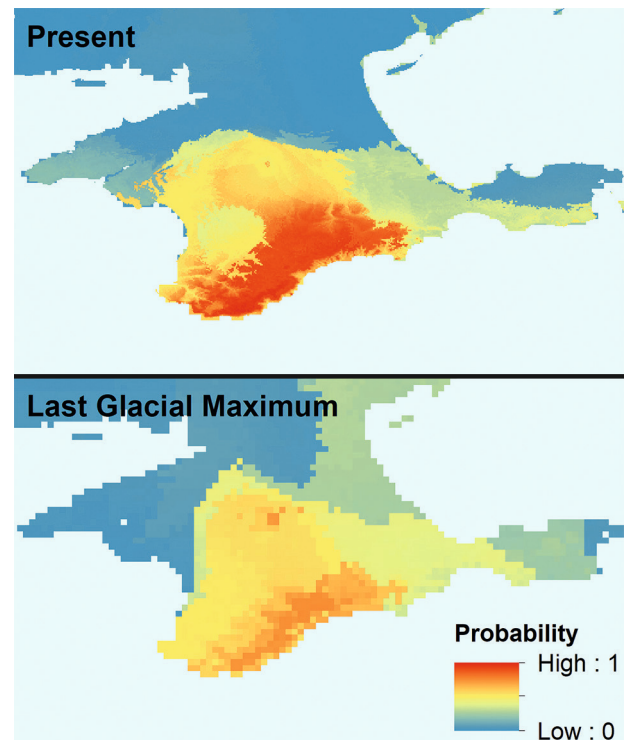 Present
Last Glacial Maximum
Probability
High : 1
Low : 0